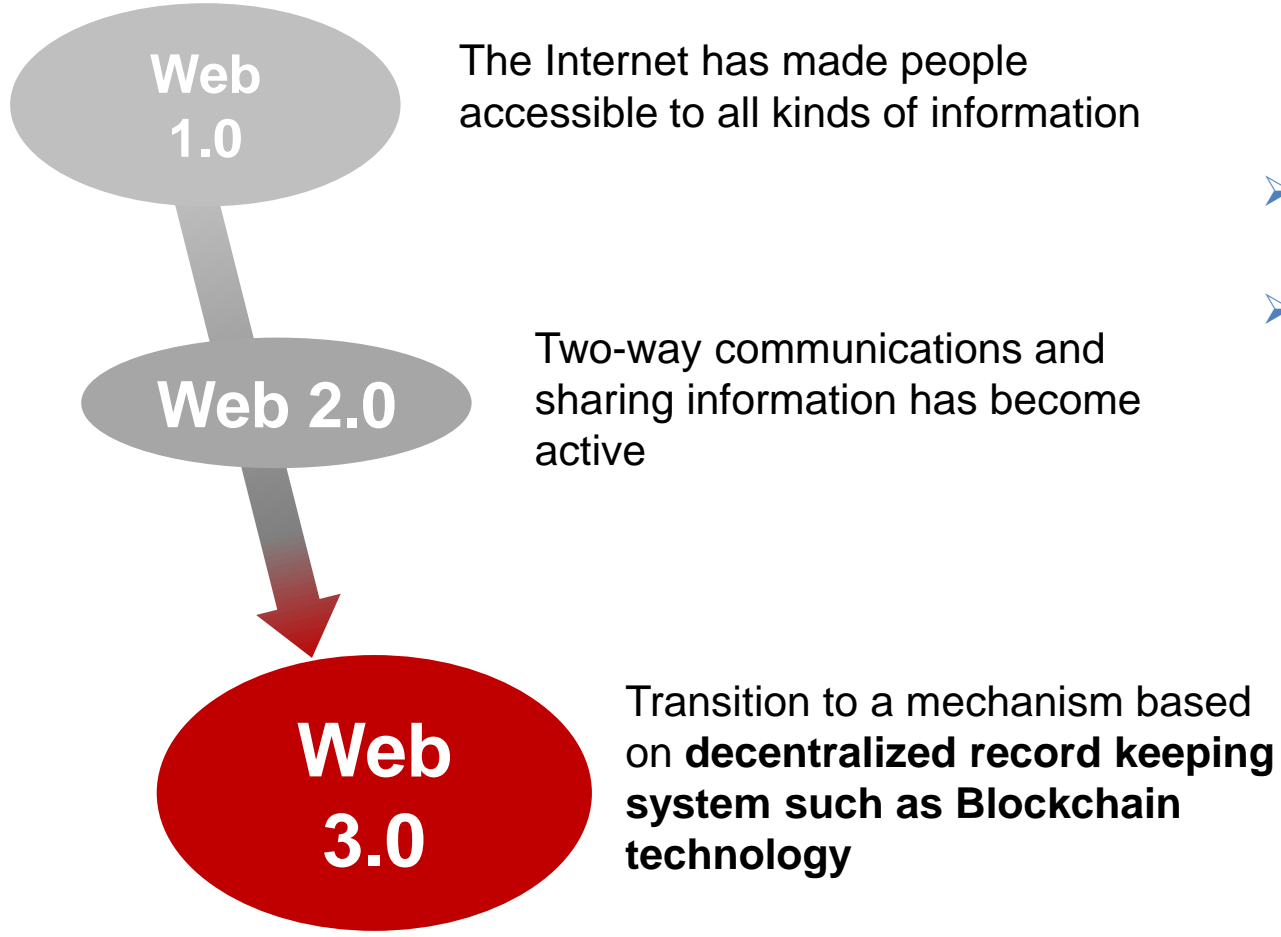 Web
1.0
The Internet has made people
accessible to all kinds of information
Web 2.0
Two-way communications and
sharing information has become
active
Web
3.0
Transition to a mechanism based
on decentralized record keeping
system such as Blockchain
technology